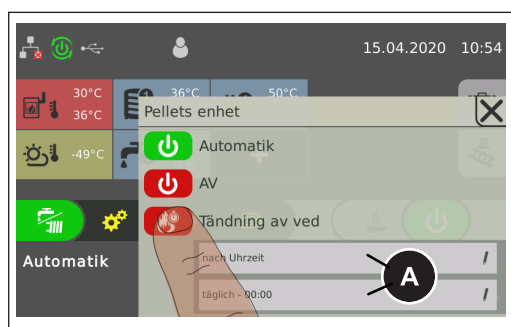 15.04.2020 10:54
30°C
36°C
36°C
50°C
-49°C
Pellets enhet
Automatik
AV
Tändning av ved
Automatik
nach Uhrzeit
täglich - 00:00
A